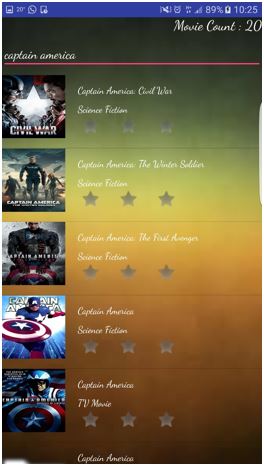 20° 89% 10:25
Movie Count : 20
captain america
Captain America: Civil War
Science Fiction
CIVIL WAR
Captain America: The Winter Soldier
Science Fiction
CAPTAIN AMERICA
Captain America: The First Avenger
Science Fiction
CAPTAIN AMERICA
Captain America
Science Fiction
CAPTAIN
AMERICA
Captain America
TV Movie
CAPTAIN AMERICA
Captain America